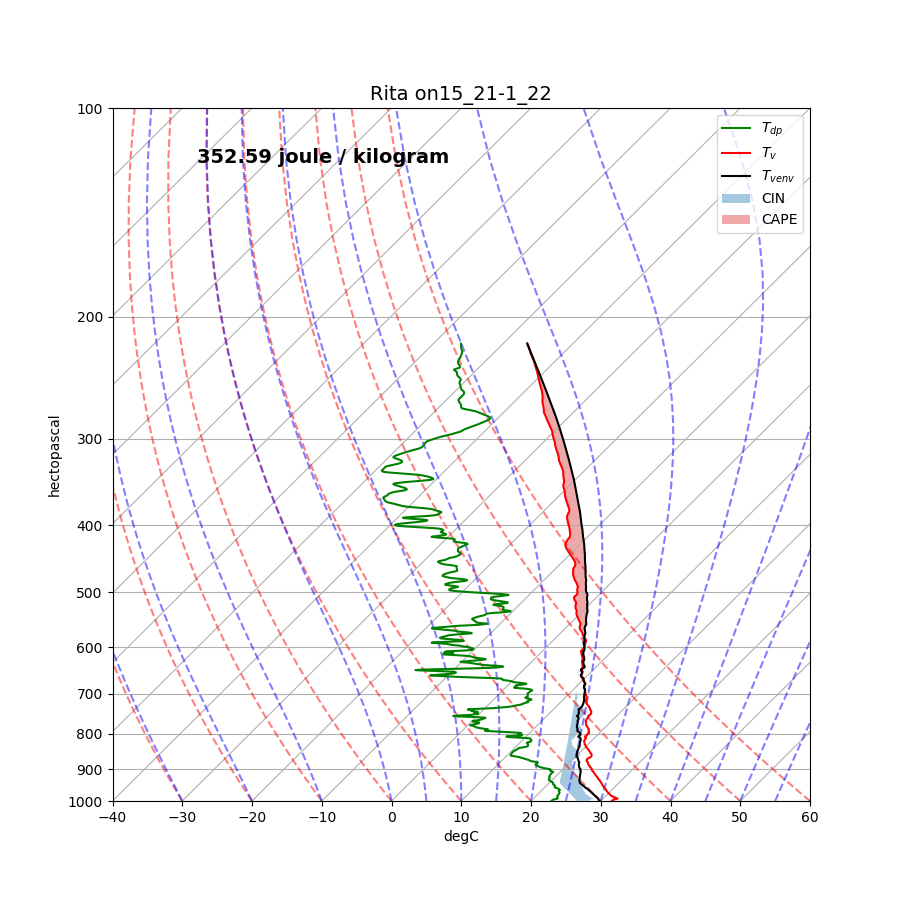 Rita on15_21-1_22
352.59 joule / kilogram
T_dp
T_v
T_venv
CIN
CAPE
hectopascal
100
200
300
400
500
600
700
800
900
1000
−40 −30 −20 −10 0 10 20 30 40 50 60
degC